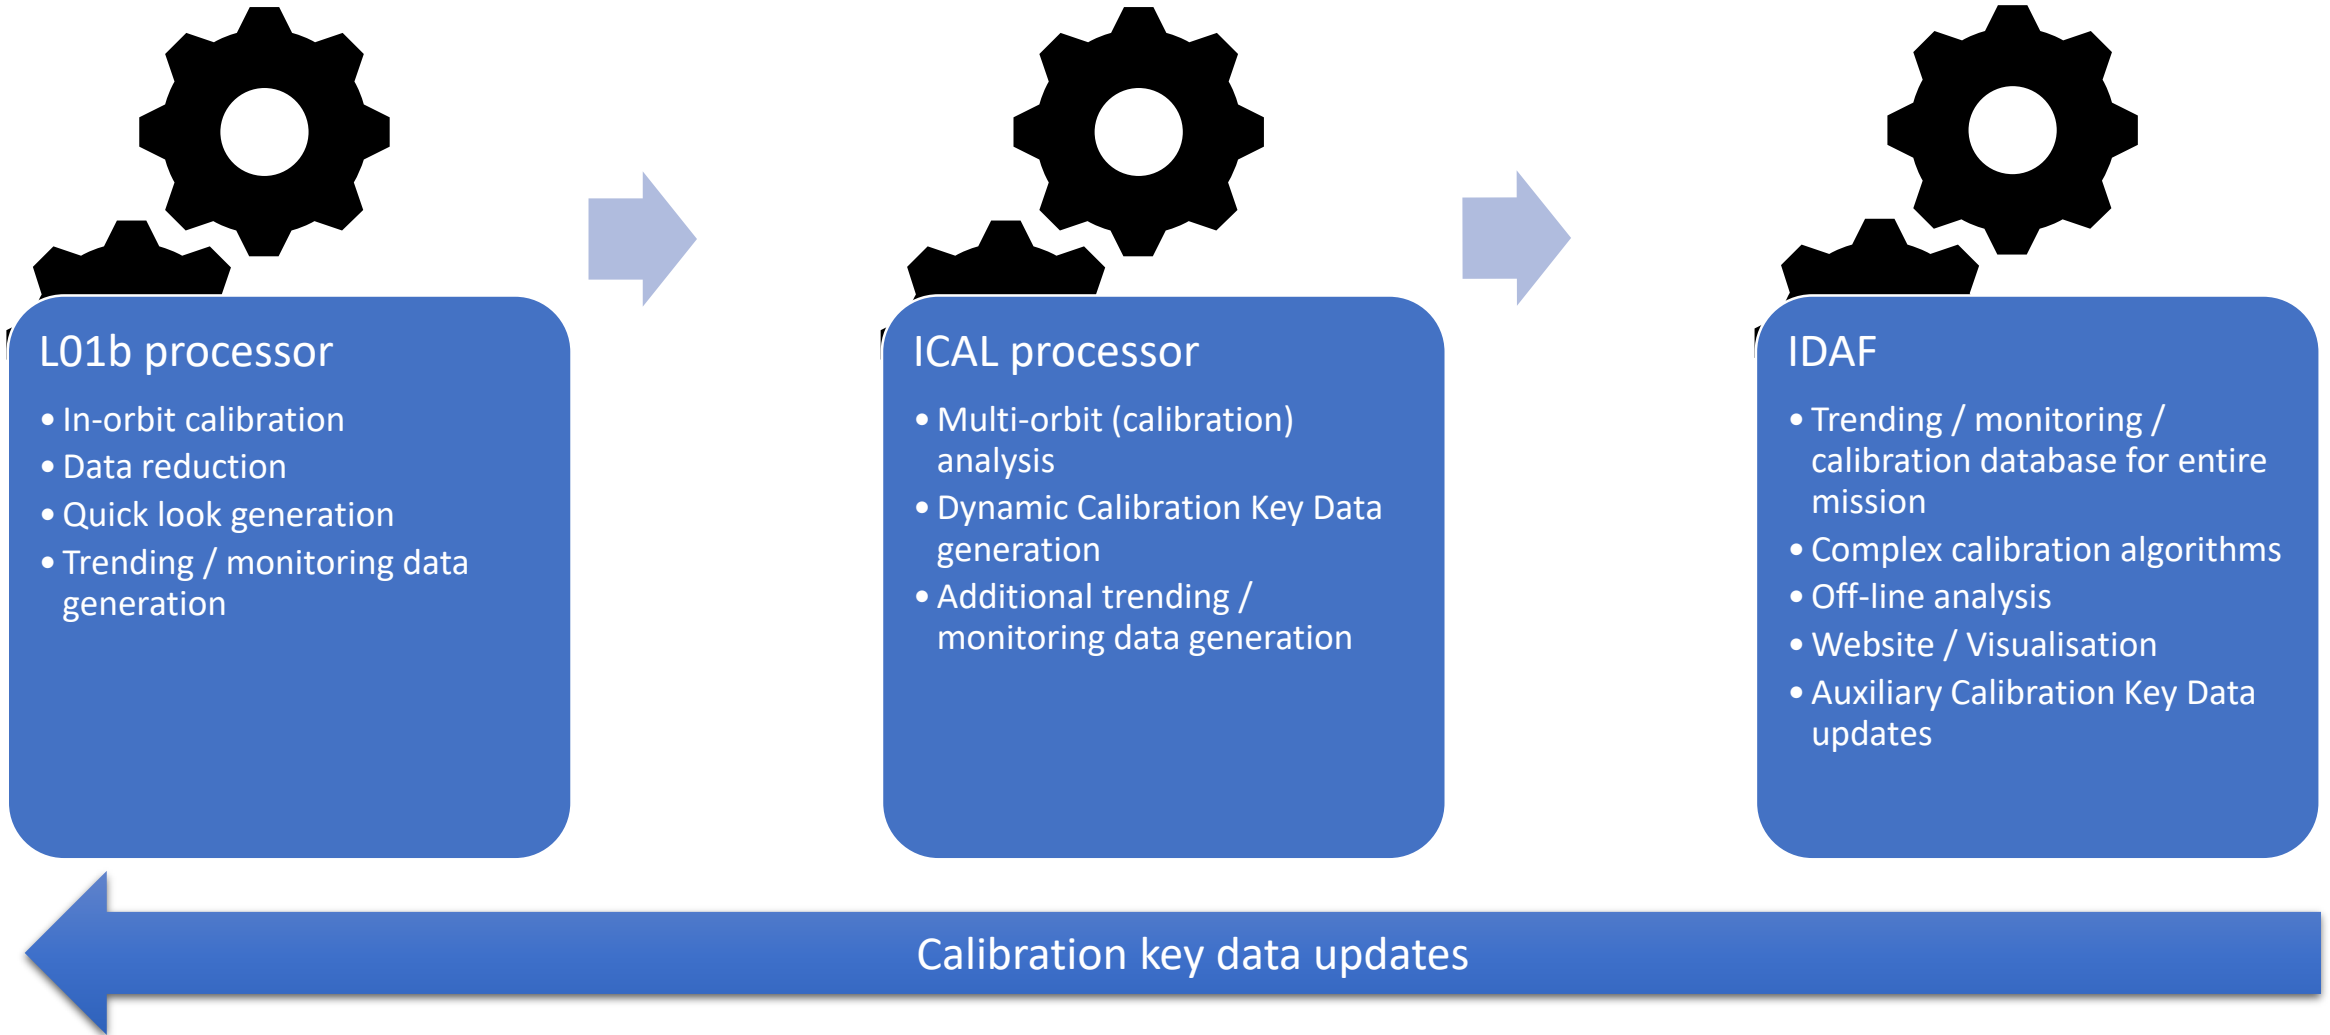 L01b processor
• In-orbit calibration
• Data reduction
• Quick look generation
• Trending / monitoring data
generation
ICAL processor
• Multi-orbit (calibration)
analysis
• Dynamic Calibration Key Data
generation
• Additional trending /
monitoring data generation
IDAF
• Trending / monitoring /
calibration database for entire
mission
• Complex calibration algorithms
• Off-line analysis
• Website / Visualisation
• Auxiliary Calibration Key Data
updates
Calibration key data updates